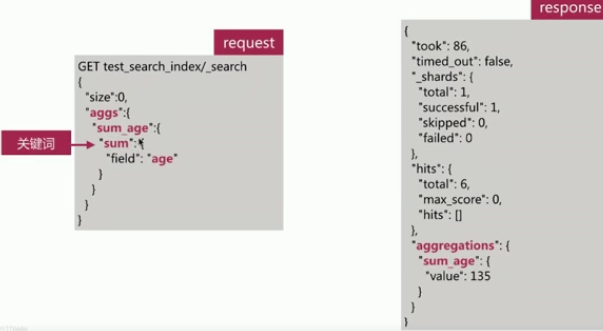 request
GET test_search_index/_search
{
"size":0,
"aggs":{
"sum_age":{
"sum":{
"field": "age"
}
}
}
}
关键词
response
{
"took": 86,
"timed_out": false,
"_shards": {
"total": 1,
"successful": 1,
"skipped": 0,
"failed": 0
},
"hits": {
"total": 6,
"max_score": 0,
"hits": []
},
"aggregations": {
"sum_age": {
"value": 135
}
}
}